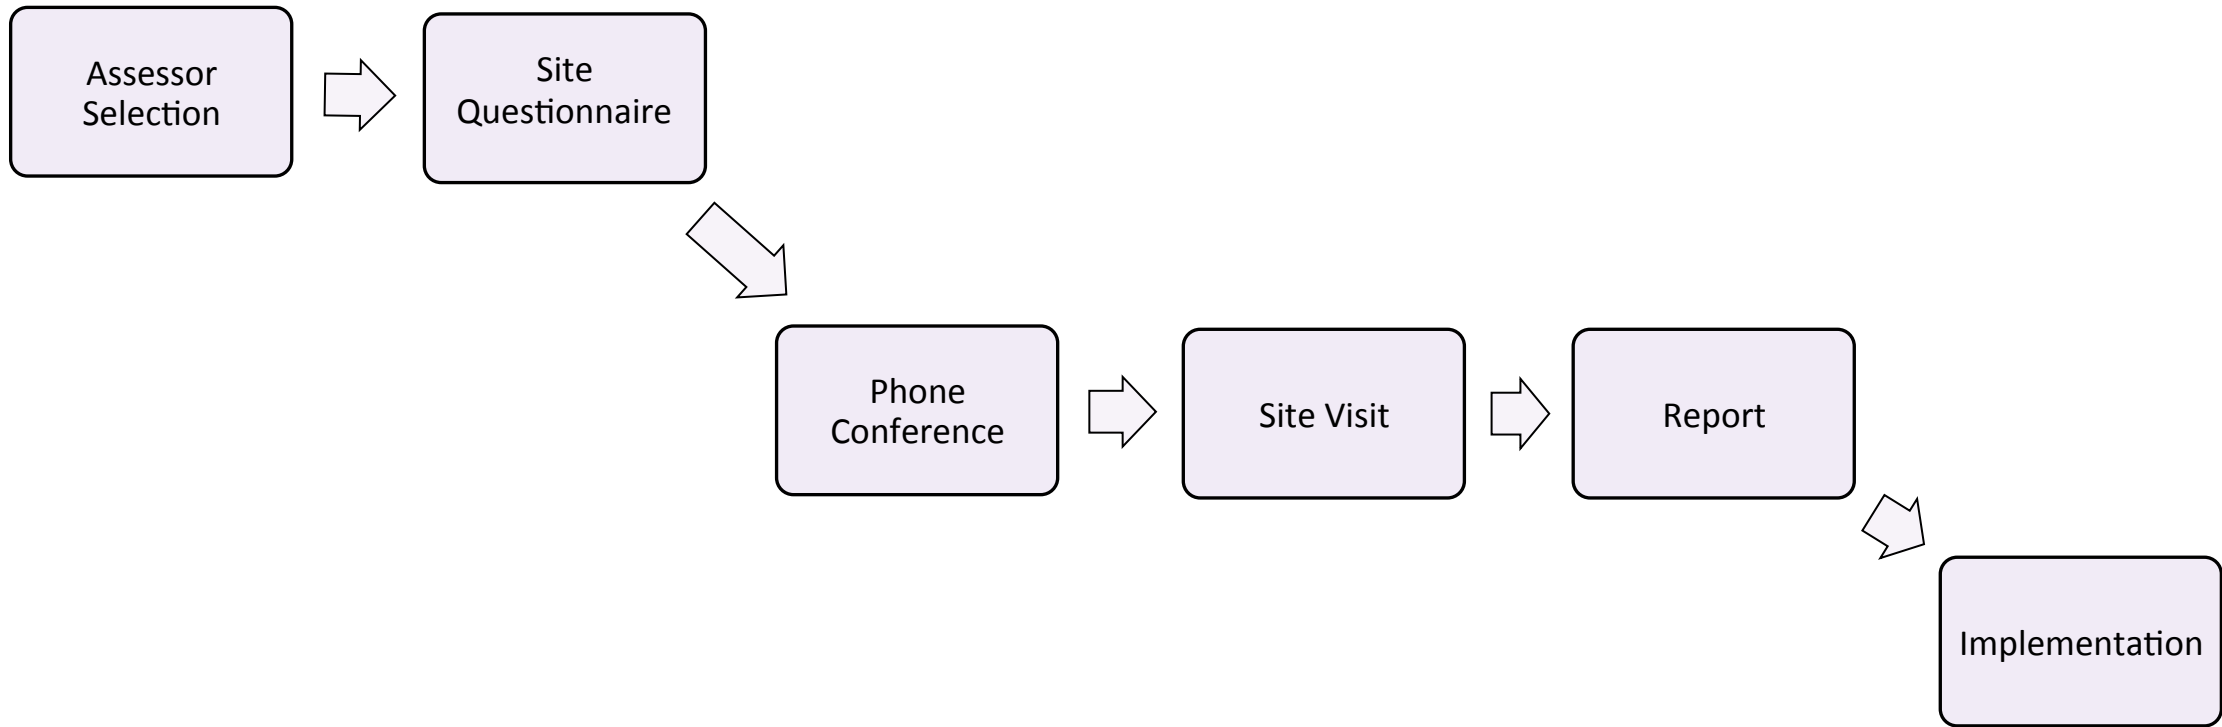 Assessor
Selection
Site
Questionnaire
Phone
Conference
Site Visit
Report
Implementation